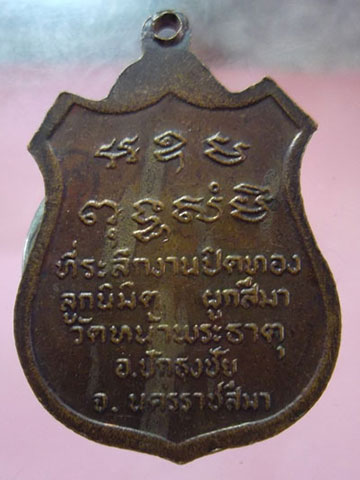 ที่ระลึกงานปิดทอง
ลูกนิมิต ผูกสีมา
วัดหน้าพระธาตุ
อ.ปักธงชัย
จ.นครราชสีมา